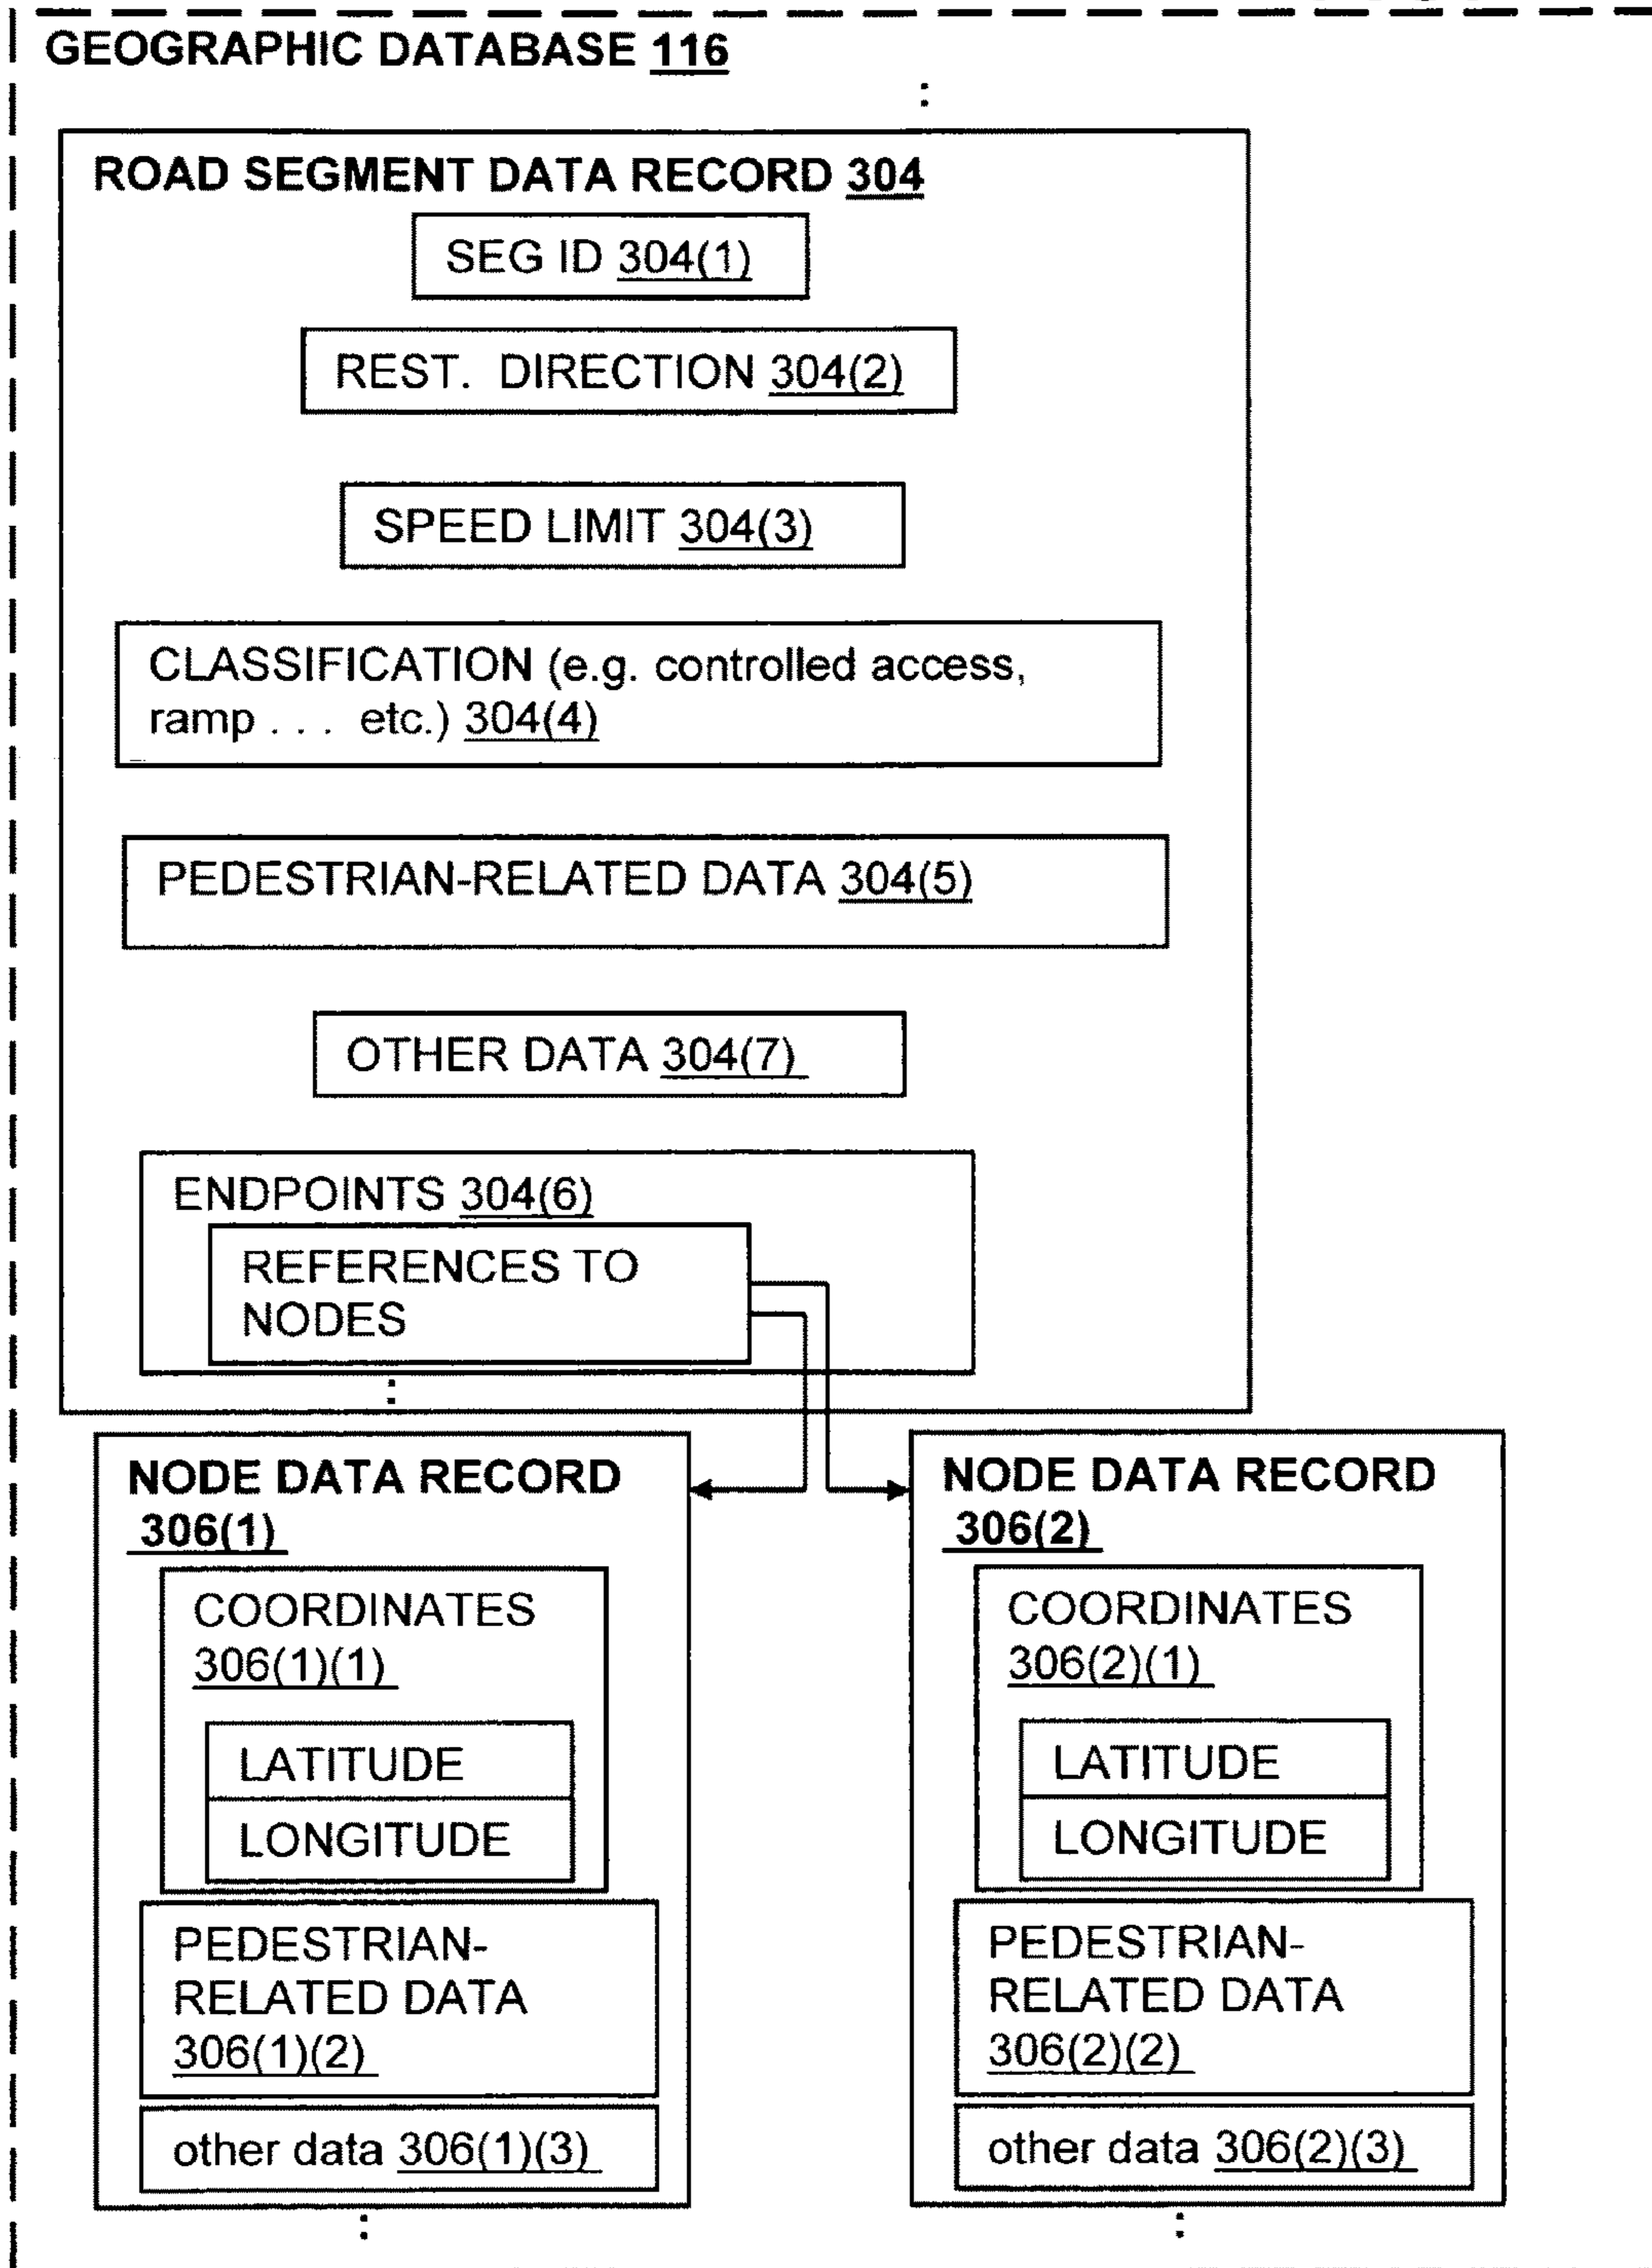 GEOGRAPHIC DATABASE 116
:
ROAD SEGMENT DATA RECORD 304
SEG ID 304(1)
REST. DIRECTION 304(2)
SPEED LIMIT 304(3)
CLASSIFICATION (e.g. controlled access,
ramp . . . etc.) 304(4)
PEDESTRIAN-RELATED DATA 304(5)
OTHER DATA 304(7)
ENDPOINTS 304(6)
REFERENCES TO
NODES
:
NODE DATA RECORD
306(1)
COORDINATES
306(1)(1)
LATITUDE
LONGITUDE
PEDESTRIAN-
RELATED DATA
306(1)(2)
other data 306(1)(3)
:
NODE DATA RECORD
306(2)
COORDINATES
306(2)(1)
LATITUDE
LONGITUDE
PEDESTRIAN-
RELATED DATA
306(2)(2)
other data 306(2)(3)
: